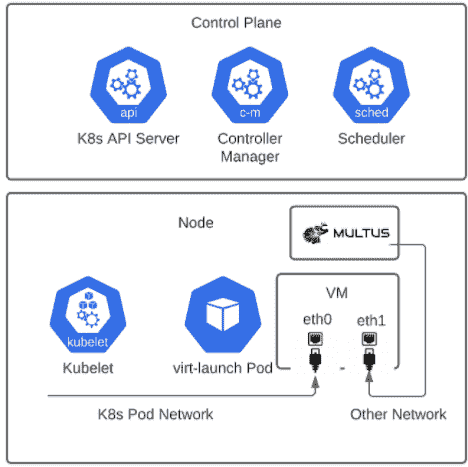 Control Plane
api
c-m
sched
K8s API Server
Controller
Manager
Scheduler
Node
MULTUS
VM
eth0
eth1
kubelet
Kubelet
virt-launch Pod
K8s Pod Network
Other Network